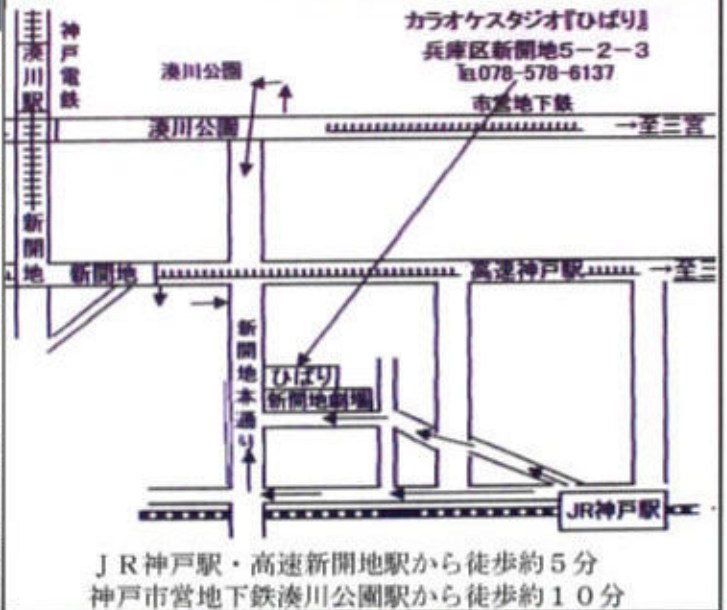 カラオケスタジオ『ひばり』
兵庫区新開地5－2－3
℡078-578-6137
神戸電鉄
湊川駅
湊川公園
市営地下鉄
湊川公園
→至三宮
新開地
新開地
高速神戸駅
→至三
新開地本通り
ひばり
新開地劇場
JR神戸駅
ＪＲ神戸駅・高速新開地駅から徒歩約５分
神戸市営地下鉄湊川公園駅から徒歩約１０分